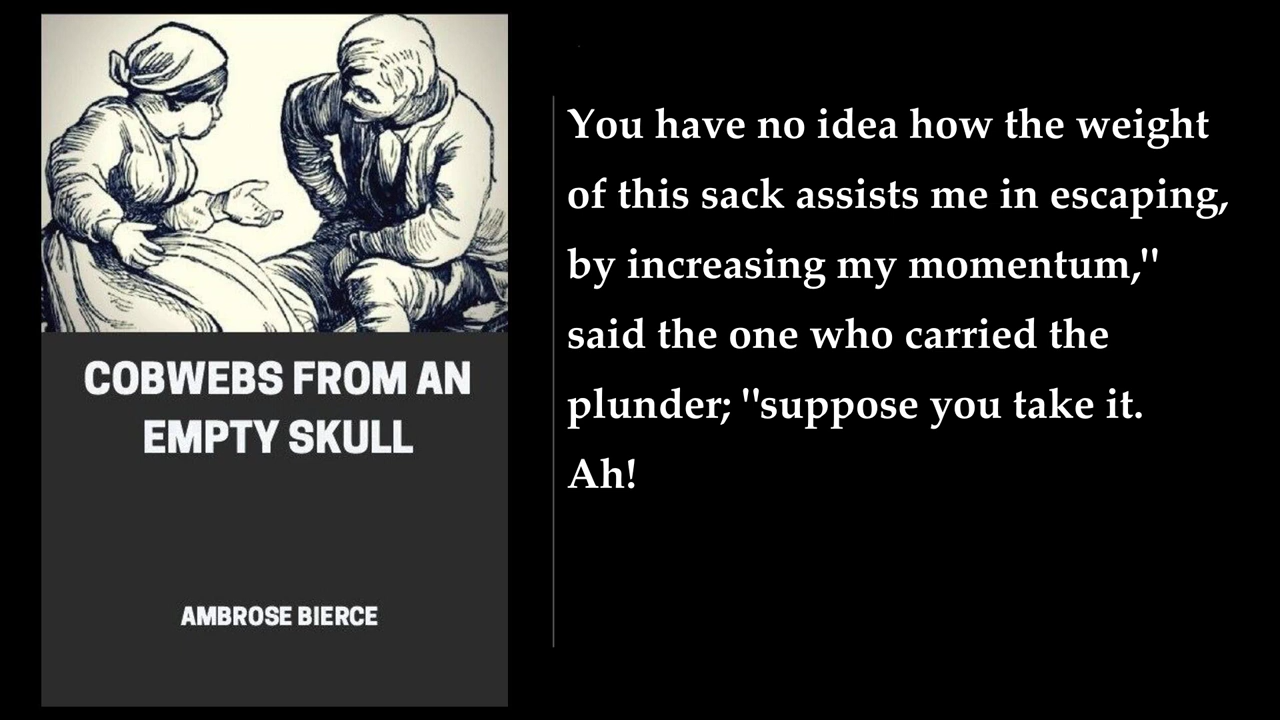 COBWEBS FROM AN
EMPTY SKULL
AMBROSE BIERCE
You have no idea how the weight
of this sack assists me in escaping,
by increasing my momentum,"
said the one who carried the
plunder; "suppose you take it.
Ah!